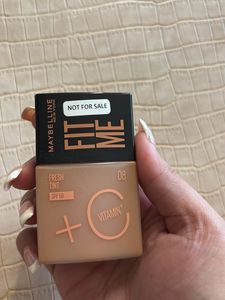 MAYBELLINE
NEW YORK
FIT
ME
NOT FOR SALE
FRESH
TINT
SPF 50
08
+C
VITAMIN